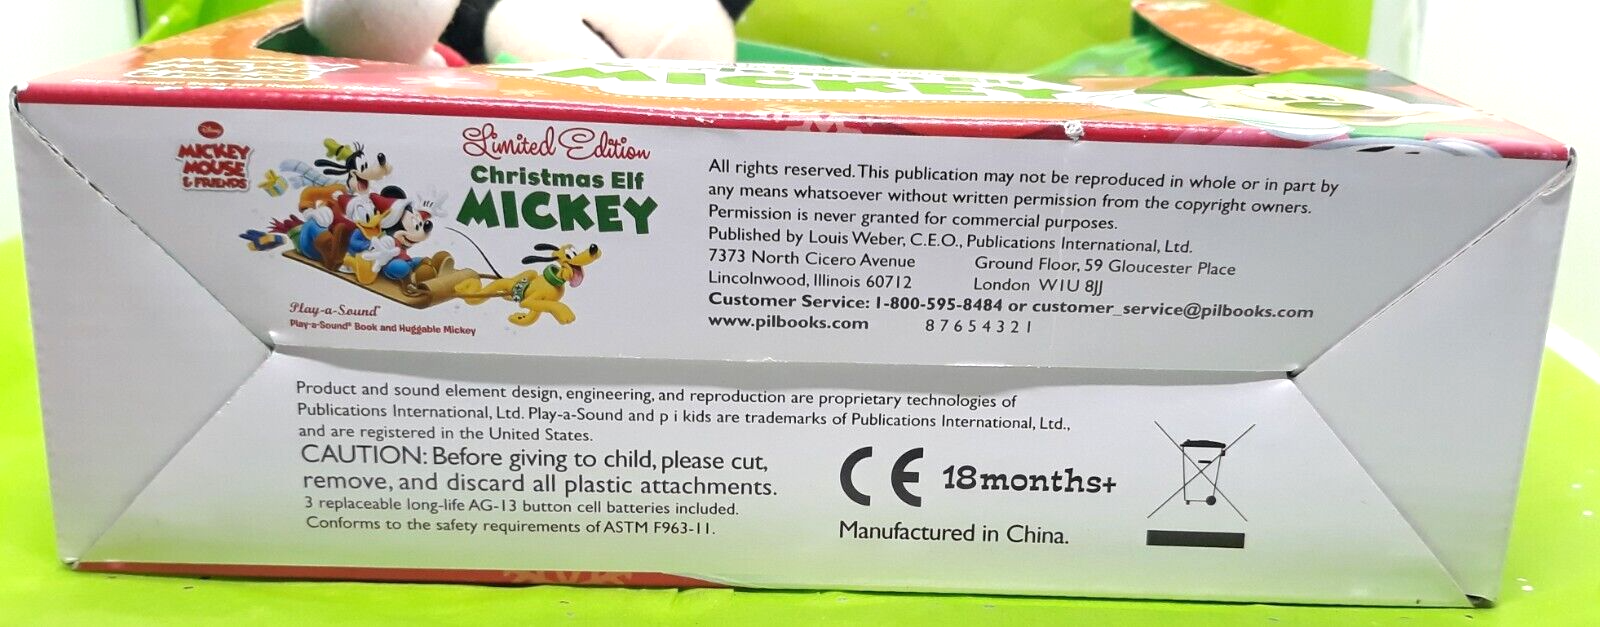 MICKEY
Disney
MICKEY
MOUSE
& FRIENDS
Limited Edition
Christmas Elf
MICKEY
Play-a-Sound
Play-a-Sound® Book and Huggable Mickey
All rights reserved. This publication may not be reproduced in whole or in part by
any means whatsoever without written permission from the copyright owners.
Permission is never granted for commercial purposes.
Published by Louis Weber, C.E.O., Publications International, Ltd.
7373 North Cicero Avenue Ground Floor, 59 Gloucester Place
Lincolnwood, Illinois 60712 London W1U 8JJ
Customer Service: 1-800-595-8484 or customer_service@pilbooks.com
www.pilbooks.com 8 7 6 5 4 3 2 1
Product and sound element design, engineering, and reproduction are proprietary technologies of
Publications International, Ltd. Play-a-Sound and p i kids are trademarks of Publications International, Ltd.,
and are registered in the United States.
CAUTION: Before giving to child, please cut,
remove, and discard all plastic attachments.
3 replaceable long-life AG-13 button cell batteries included.
Conforms to the safety requirements of ASTM F963-11.
CE 18months+
Manufactured in China.